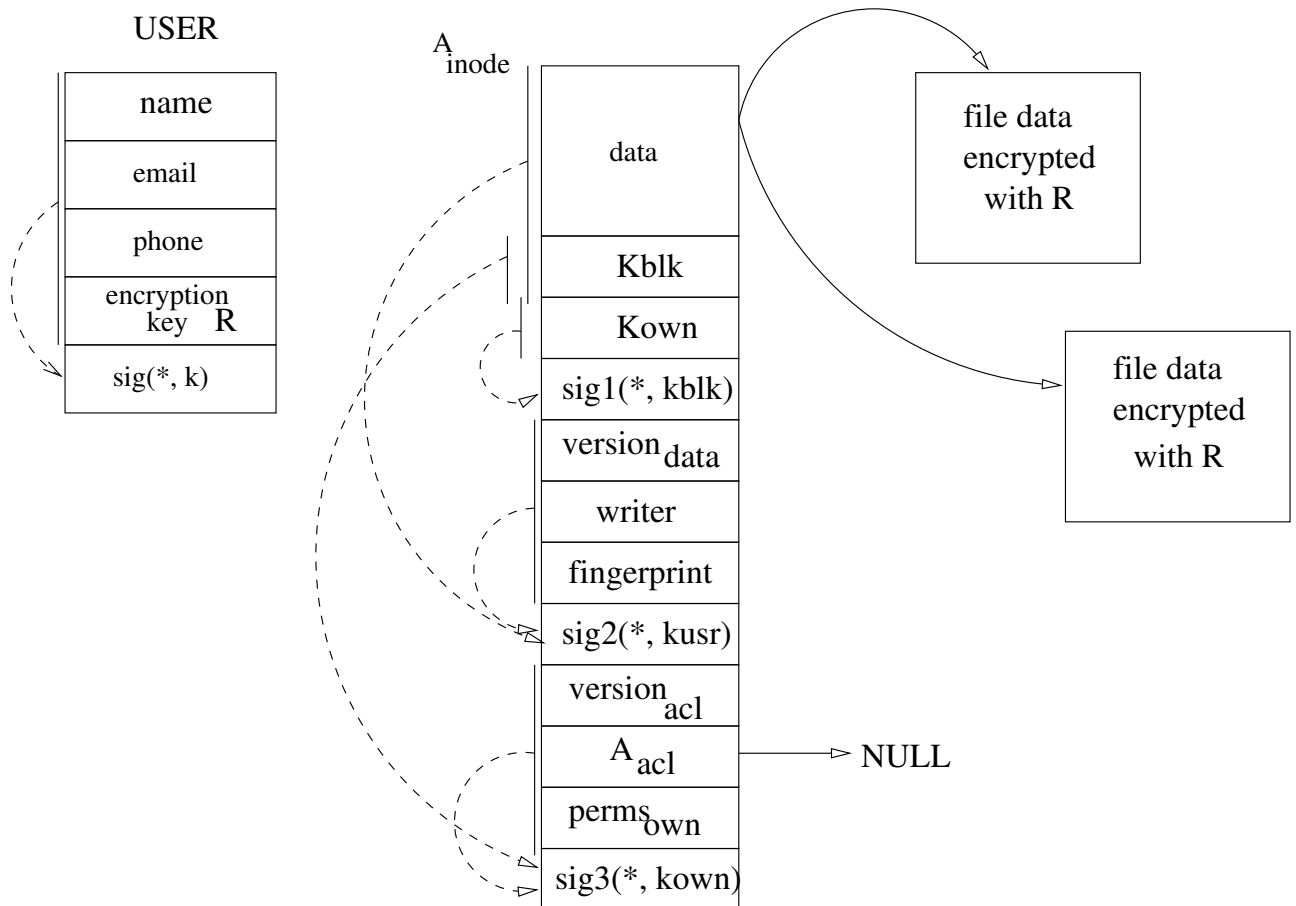 USER
name
email
phone
encryption
key R
sig(*, k)
A inode
data
Kblk
Kown
sig1(*, kblk)
version data
writer
fingerprint
sig2(*, kusr)
version acl
A acl
perms own
sig3(*, kown)
file data
encrypted
with R
file data
encrypted
with R
NULL